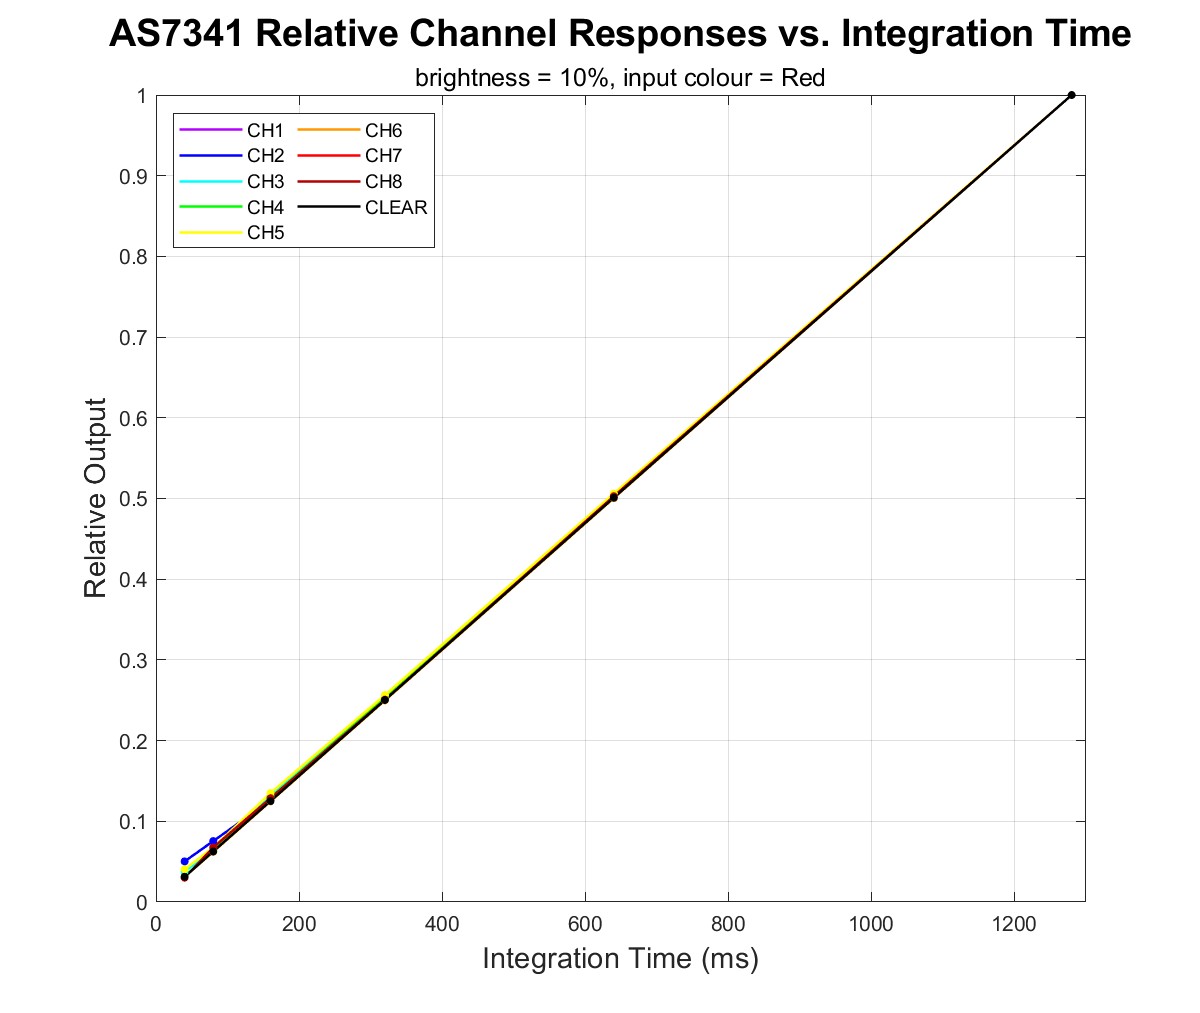 AS7341 Relative Channel Responses vs. Integration Time
brightness = 10%, input colour = Red
1
0.9
0.8
0.7
0.6
0.5
0.4
0.3
0.2
0.1
0
CH1 CH6
CH2 CH7
CH3 CH8
CH4 CLEAR
CH5
Relative Output
0 200 400 600 800 1000 1200
Integration Time (ms)